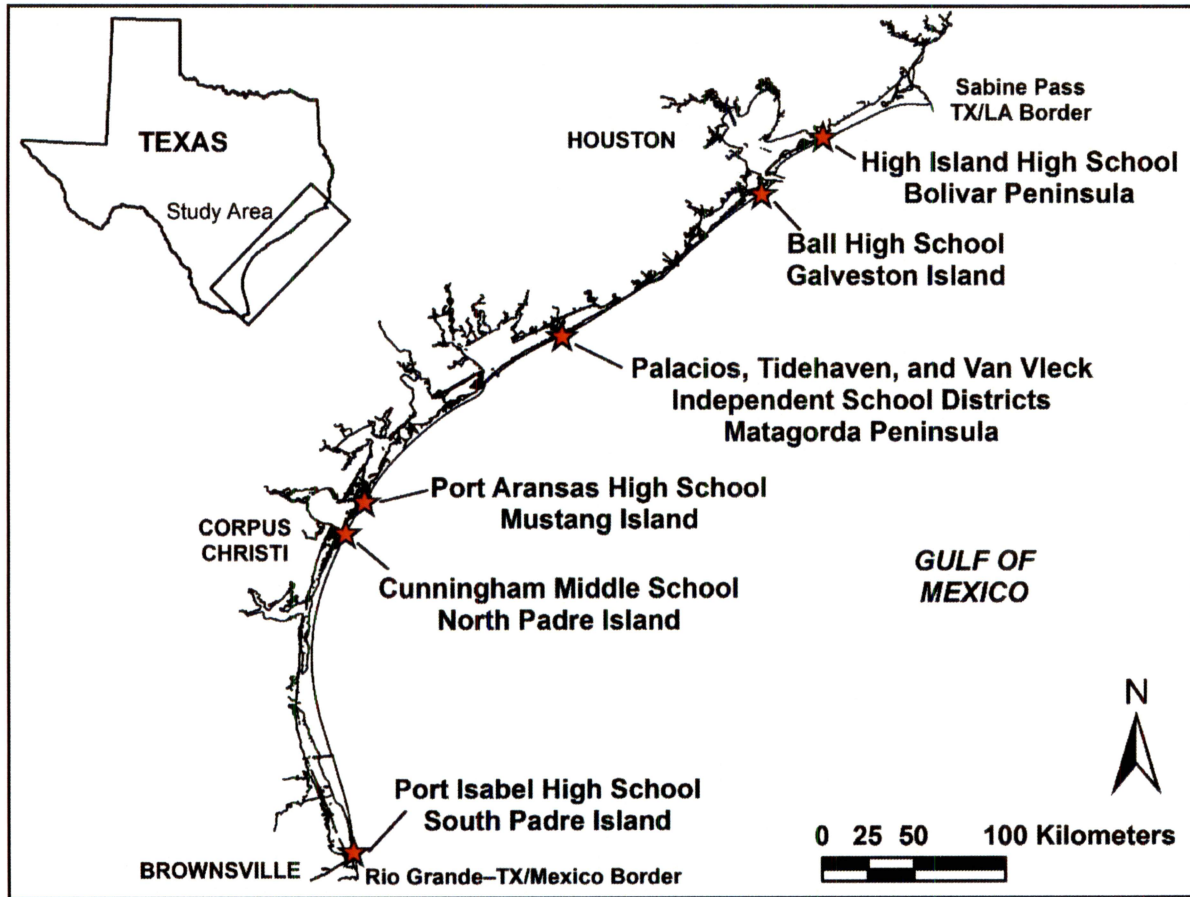 TEXAS
Study Area
HOUSTON
Sabine Pass
TX/LA Border
High Island High School
Bolivar Peninsula
Ball High School
Galveston Island
Palacios, Tidehaven, and Van Vleck
Independent School Districts
Matagorda Peninsula
Port Aransas High School
Mustang Island
CORPUS
CHRISTI
Cunningham Middle School
North Padre Island
GULF OF
MEXICO
N
Port Isabel High School
South Padre Island
0 25 50 100 Kilometers
BROWNSVILLE
Rio Grande–TX/Mexico Border